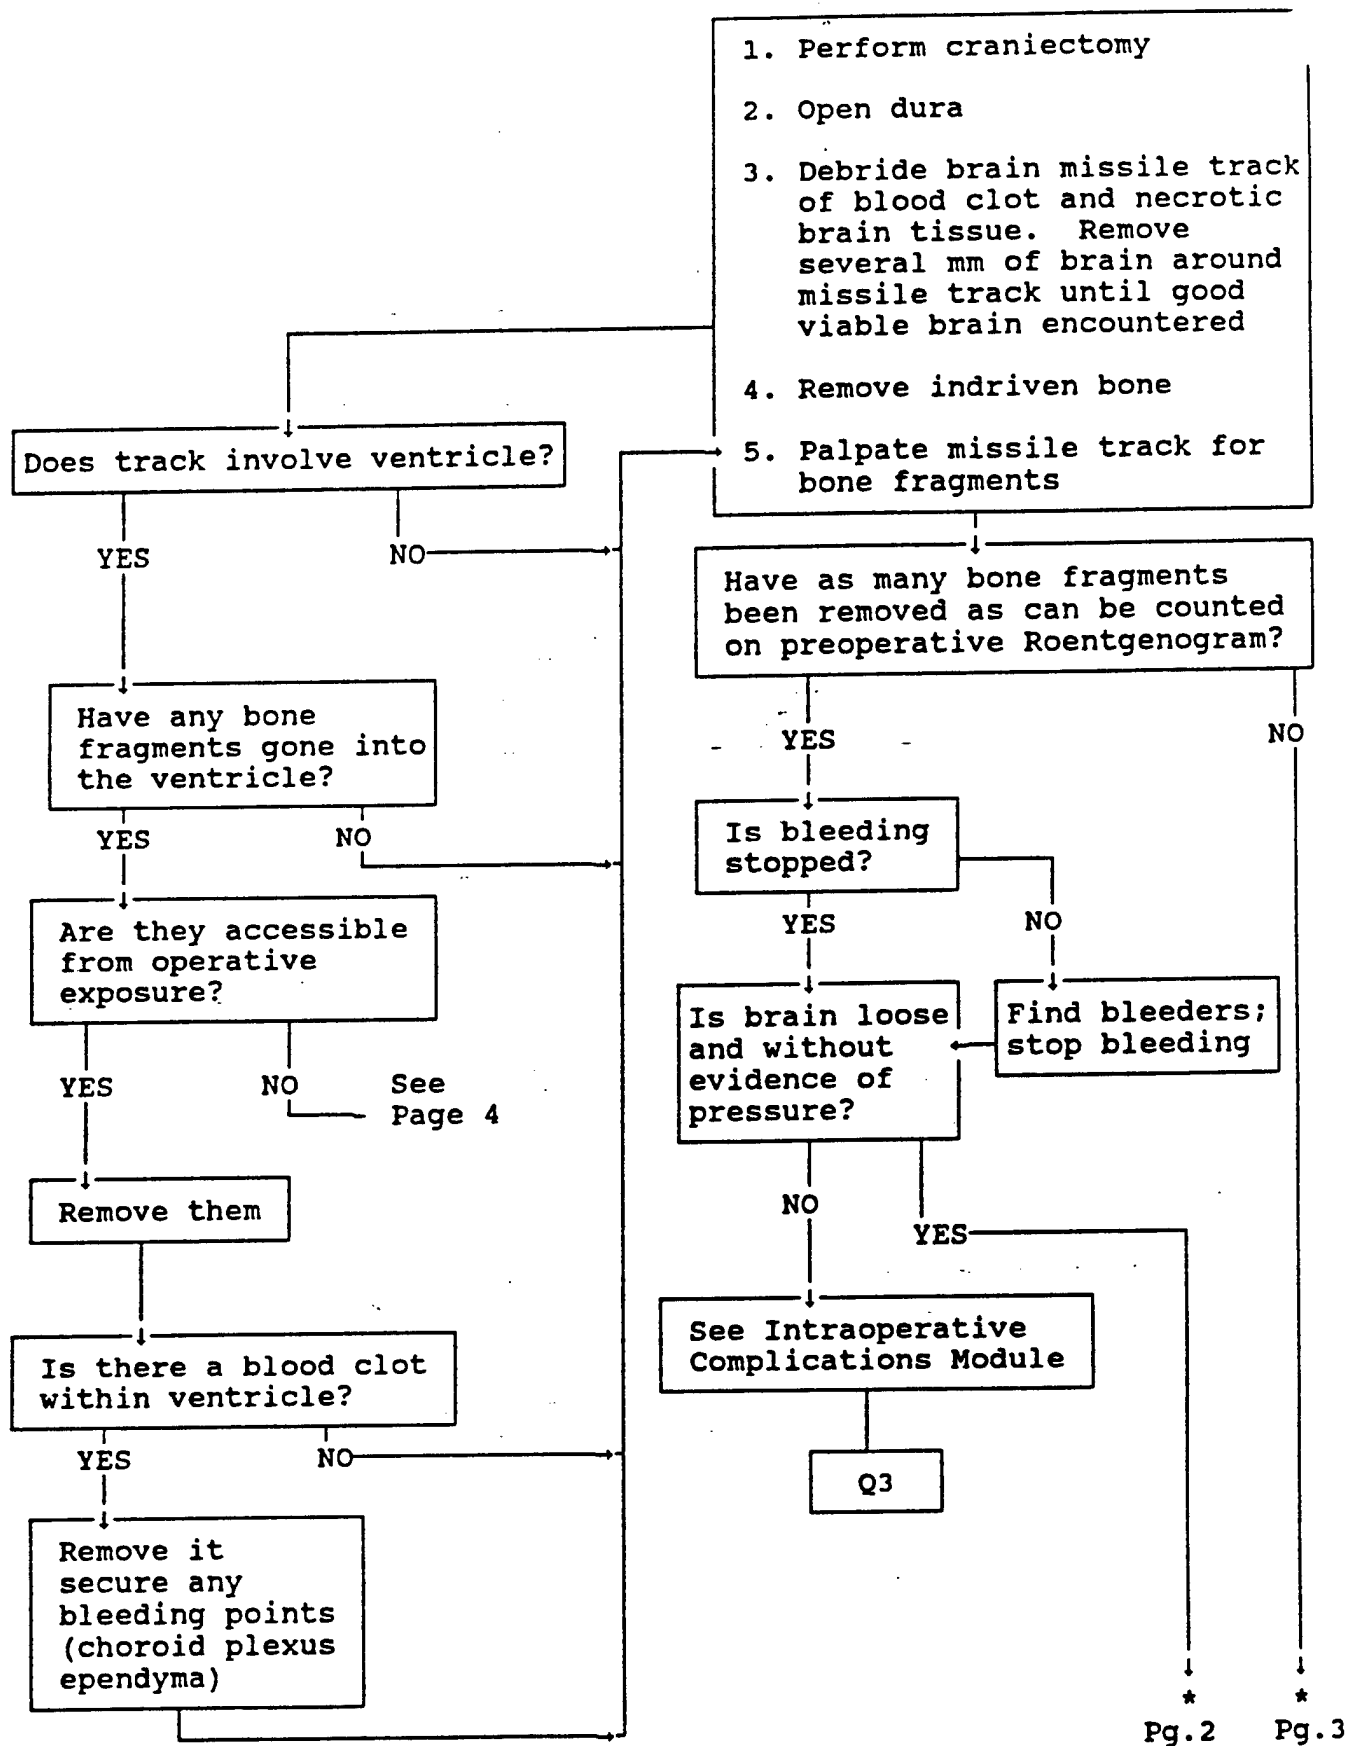 1. Perform craniectomy
2. Open dura
3. Debride brain missile track
of blood clot and necrotic
brain tissue. Remove
several mm of brain around
missile track until good
viable brain encountered
4. Remove indriven bone
5. Palpate missile track for
bone fragments
Does track involve ventricle?
YES
NO
Have any bone
fragments gone into
the ventricle?
YES
NO
Are they accessible
from operative
exposure?
YES
NO
See
Page 4
Remove them
Is there a blood clot
within ventricle?
YES
NO
Remove it
secure any
bleeding points
(choroid plexus
ependyma)
Have as many bone fragments
been removed as can be counted
on preoperative Roentgenogram?
YES
NO
Is bleeding
stopped?
YES
NO
Is brain loose
and without
evidence of
pressure?
Find bleeders;
stop bleeding
NO
YES
See Intraoperative
Complications Module
Q3
*
Pg.2
*
Pg.3